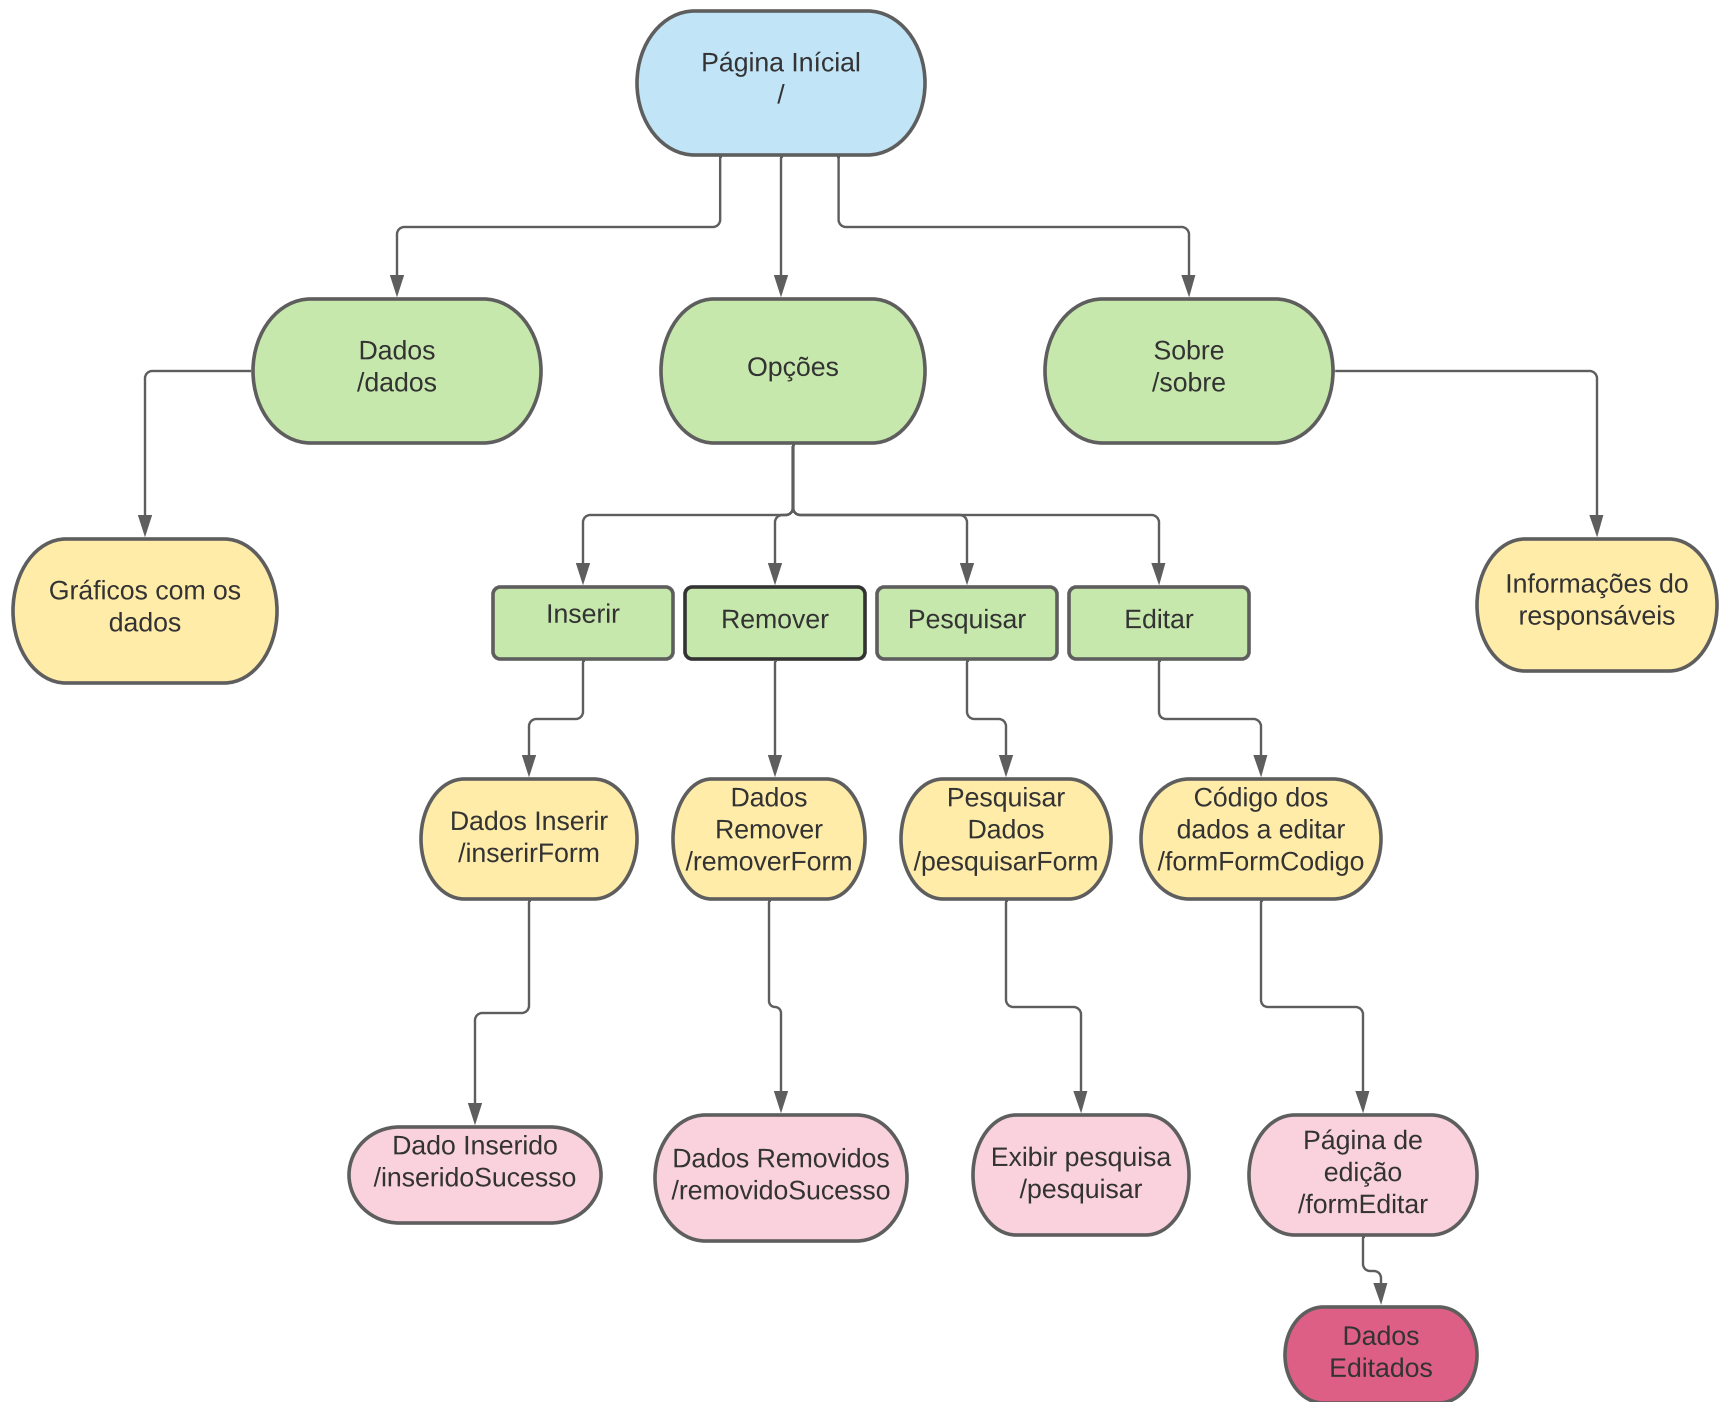 Página Inícial
/
Dados
/dados
Opções
Sobre
/sobre
Gráficos com os
dados
Inserir
Remover
Pesquisar
Editar
Informações do
responsáveis
Dados Inserir
/inserirForm
Dados
Remover
/removerForm
Pesquisar
Dados
/pesquisarForm
Código dos
dados a editar
/formFormCodigo
Dado Inserido
/inseridoSucesso
Dados Removidos
/removidoSucesso
Exibir pesquisa
/pesquisar
Página de
edição
/formEditar
Dados
Editados